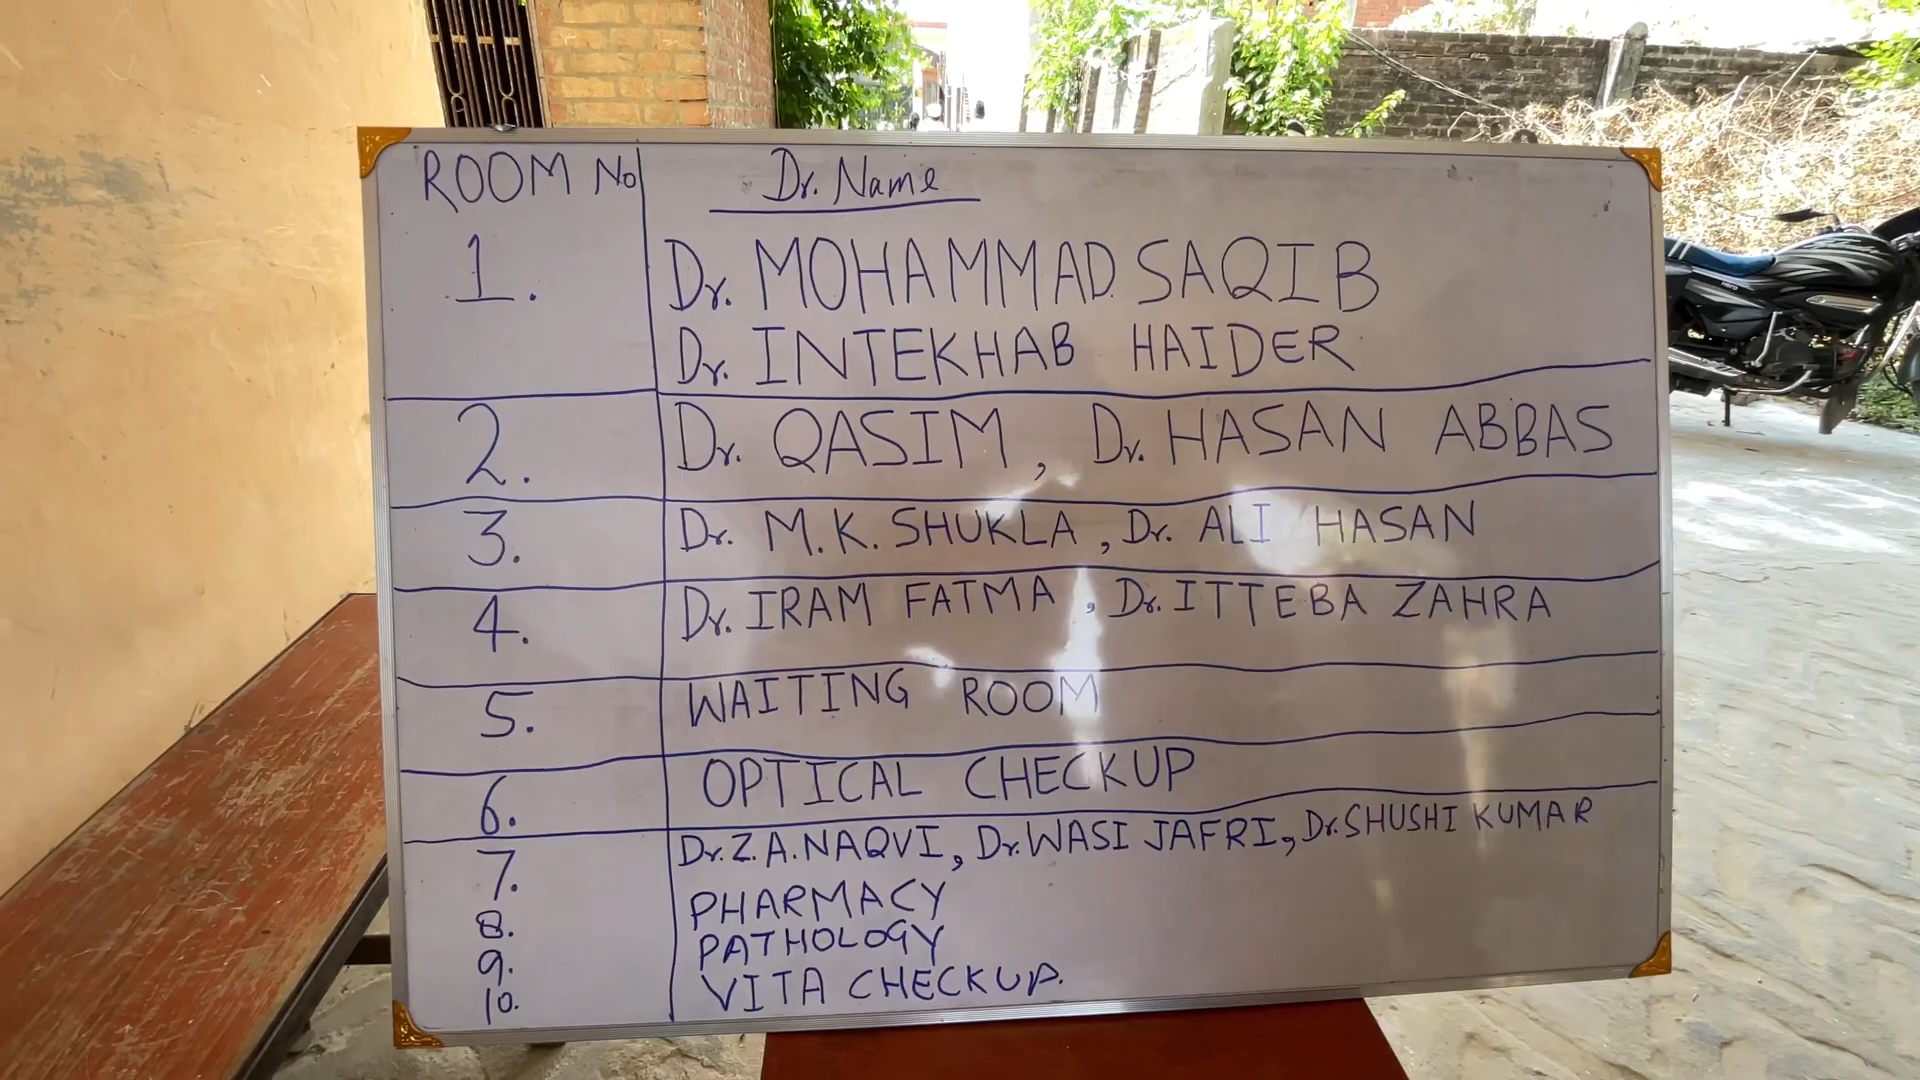 ROOM No Dr. Name
1. Dr. MOHAMMAD SAQIB
Dr. INTEKHAB HAIDER
2. Dr. QASIM, Dr. HASAN ABBAS
3. Dr. M.K. SHUKLA, Dr. ALI HASAN
4. Dr. IRAM FATMA, Dr. ITTEBA ZAHRA
5. WAITING ROOM
6. OPTICAL CHECKUP
7. Dr. Z.A. NAQVI, Dr. WASI JAFRI, Dr. SHUSHI KUMAR
8. PHARMACY
9. PATHOLOGY
10. VITA CHECKUP.
Hero